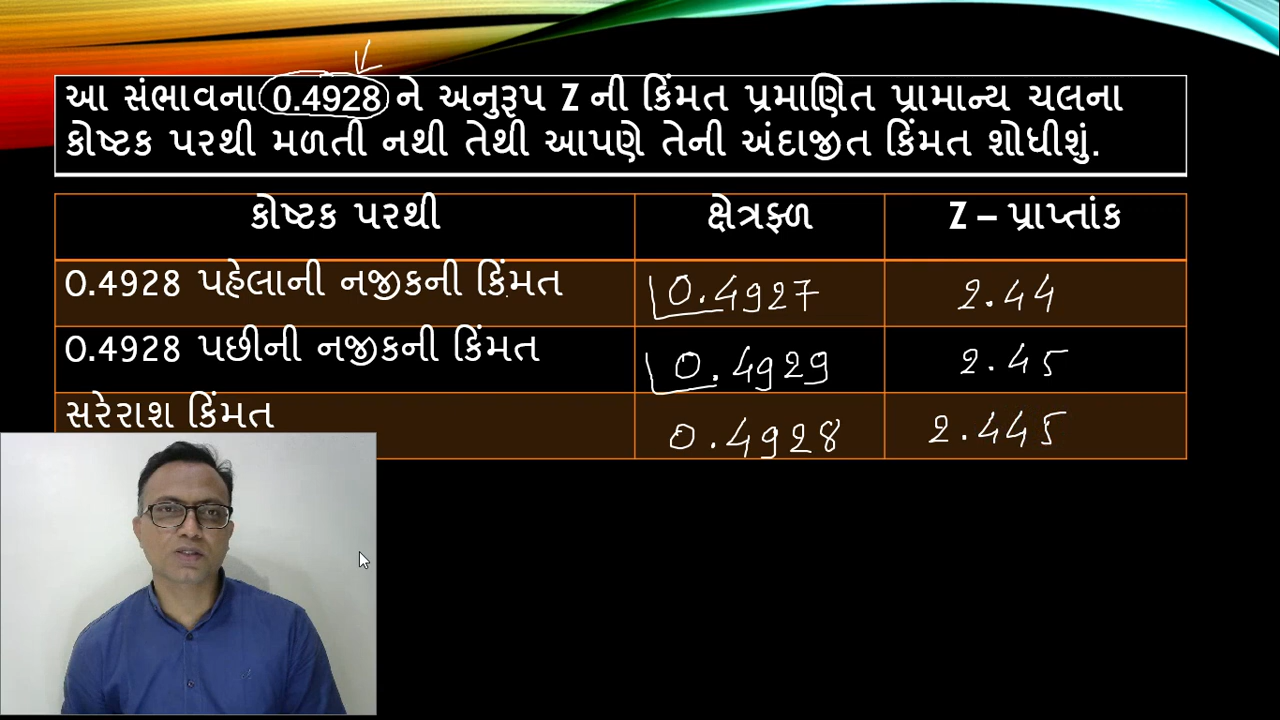 આ સંભાવના 0.4928 ને અનુરૂપ Z ની કિંમત પ્રમાણિત પ્રામાન્ય ચલના
કોષ્ટક પરથી મળતી નથી તેથી આપણે તેની અંદાજીત કિંમત શોધીશું.
કોષ્ટક પરથી ક્ષેત્રફળ Z – પ્રાપ્તાંક
0.4928 પહેલાની નજીકની કિંમત 0.4927 2.44
0.4928 પછીની નજીકની કિંમત 0.4929 2.45
સરેરાશ કિંમત 0.4928 2.445